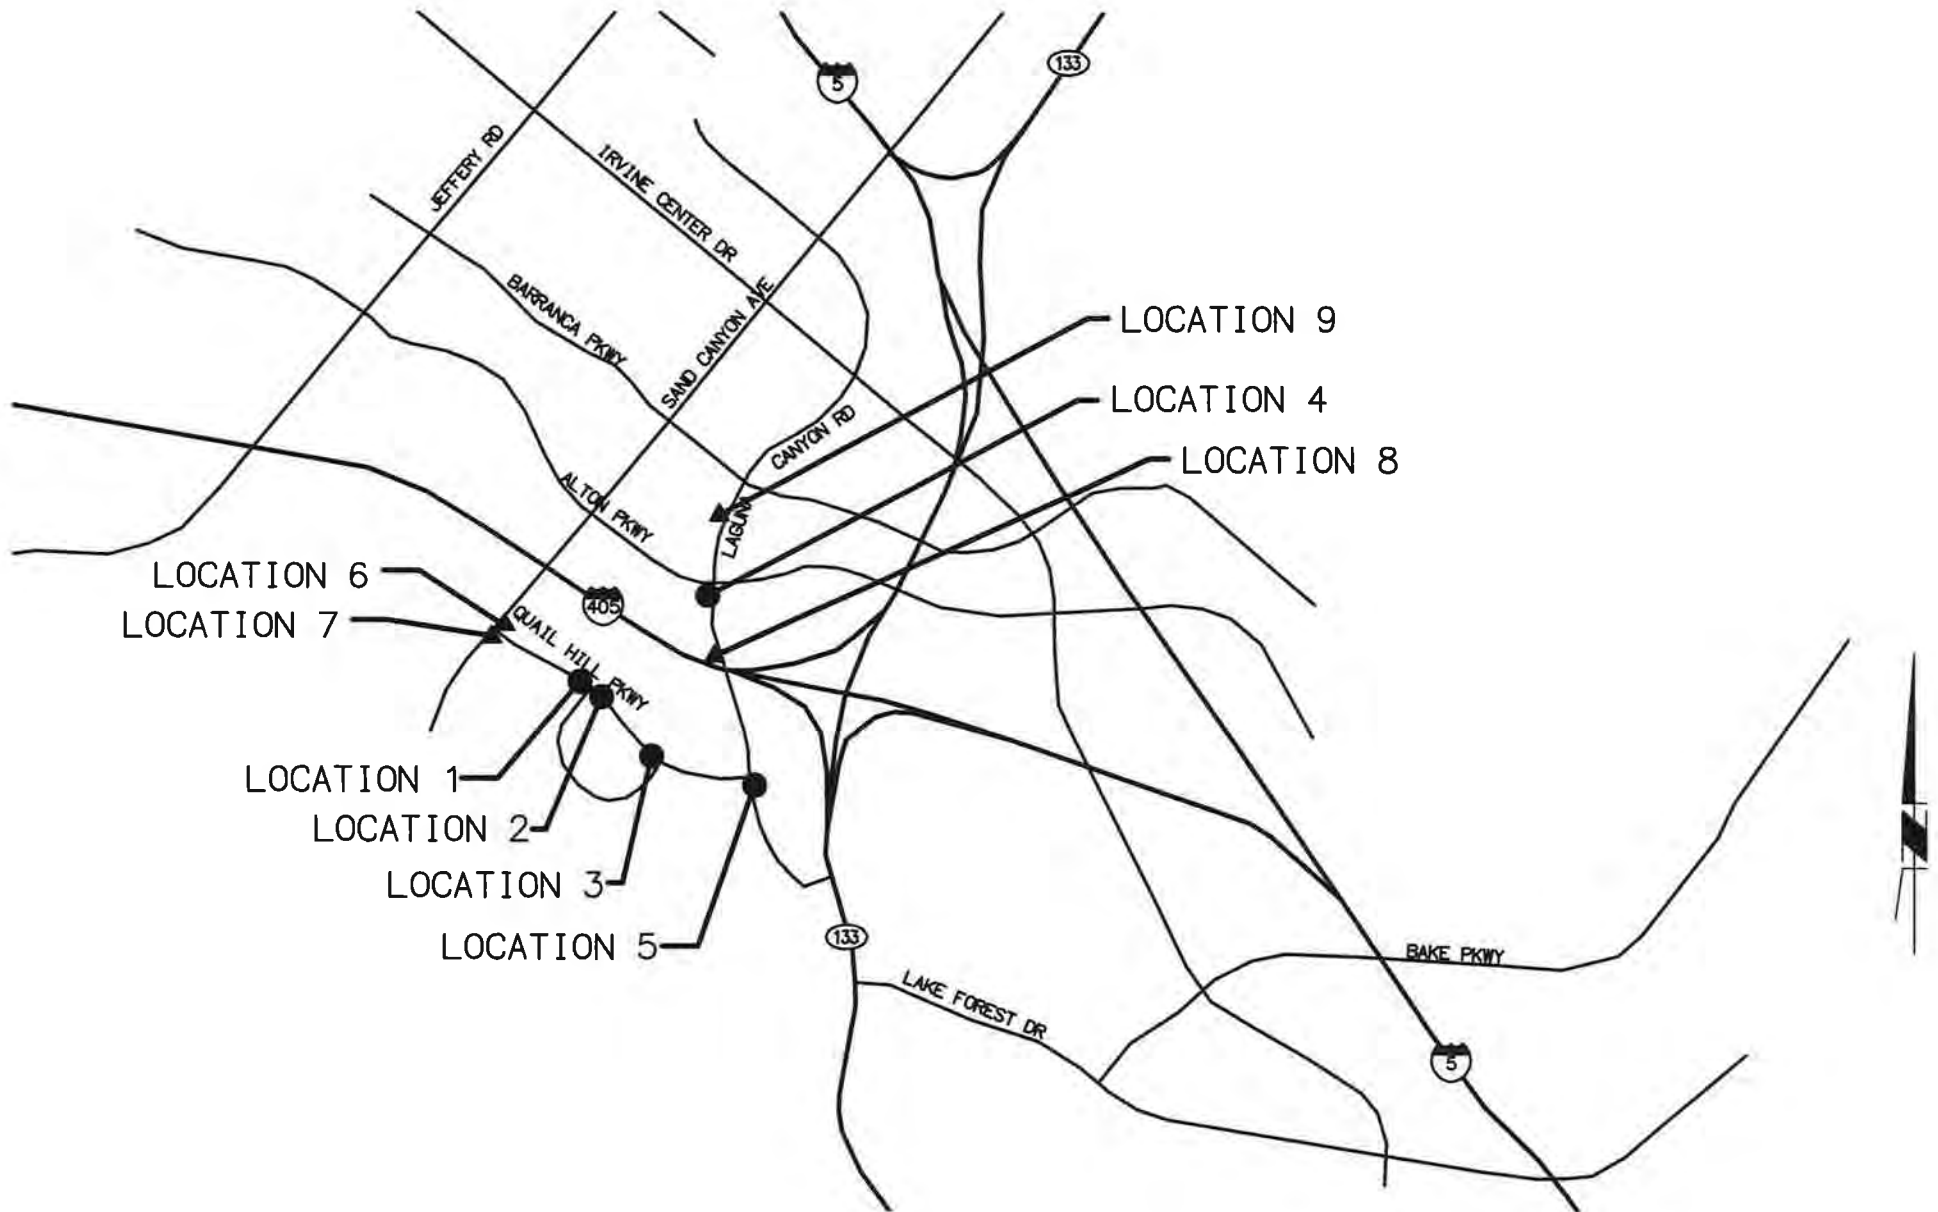 5
133
JEFFERY RD
IRVINE CENTER DR
BARRANCA PKWY
SAND CANYON AVE
LOCATION 9
LOCATION 4
CANYON RD
LOCATION 8
ALTON PKWY
LAGUNA
LOCATION 6
405
LOCATION 7
QUAIL HILL PKWY
LOCATION 1
LOCATION 2
LOCATION 3
LOCATION 5
133
N
BAKE PKWY
LAKE FOREST DR
5